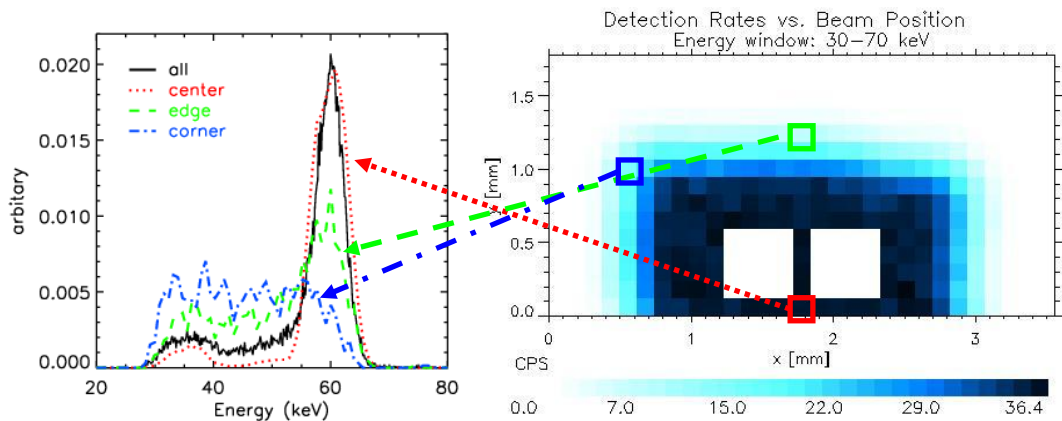 0.020
0.015
0.010
0.005
0.000
arbitary
all
center
edge
corner
20
40
60
80
Energy (keV)
Detection Rates vs. Beam Position
Energy window: 30–70 keV
1.5
1.0
0.5
0.0
[mm]
0
1
2
3
x [mm]
CPS
0.0
7.0
15.0
22.0
29.0
36.4